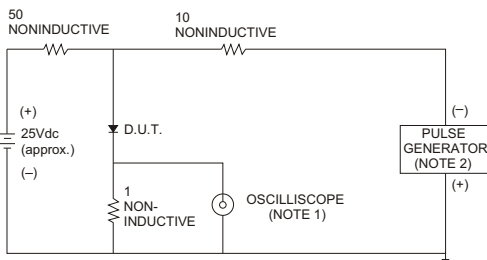 50
NONINDUCTIVE
10
NONINDUCTIVE
(+)
25Vdc
(approx.)
(–)
D.U.T.
1
NON-
INDUCTIVE
OSCILLISCOPE
(NOTE 1)
(–)
PULSE
GENERATOR
(NOTE 2)
(+)